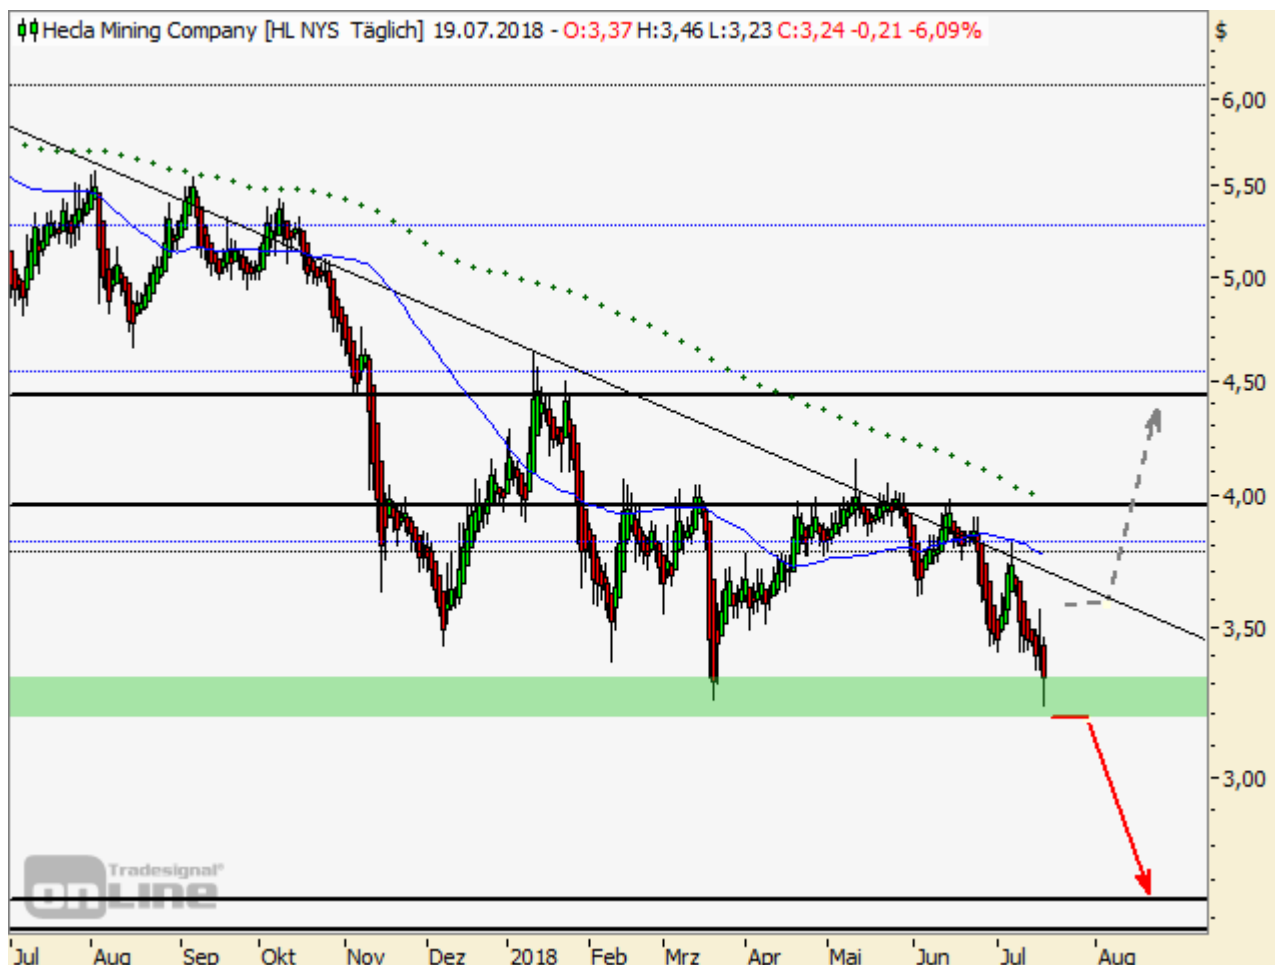 Hecla Mining Company [HL NYS Täglich] 19.07.2018 - O:3,37 H:3,46 L:3,23 C:3,24 -0,21 -6,09%
$
6,00
5,50
5,00
4,50
4,00
3,50
3,00
Tradesignal®
onLine
Jul Aug Sep Okt Nov Dez 2018 Feb Mrz Apr Mai Jun Jul Aug